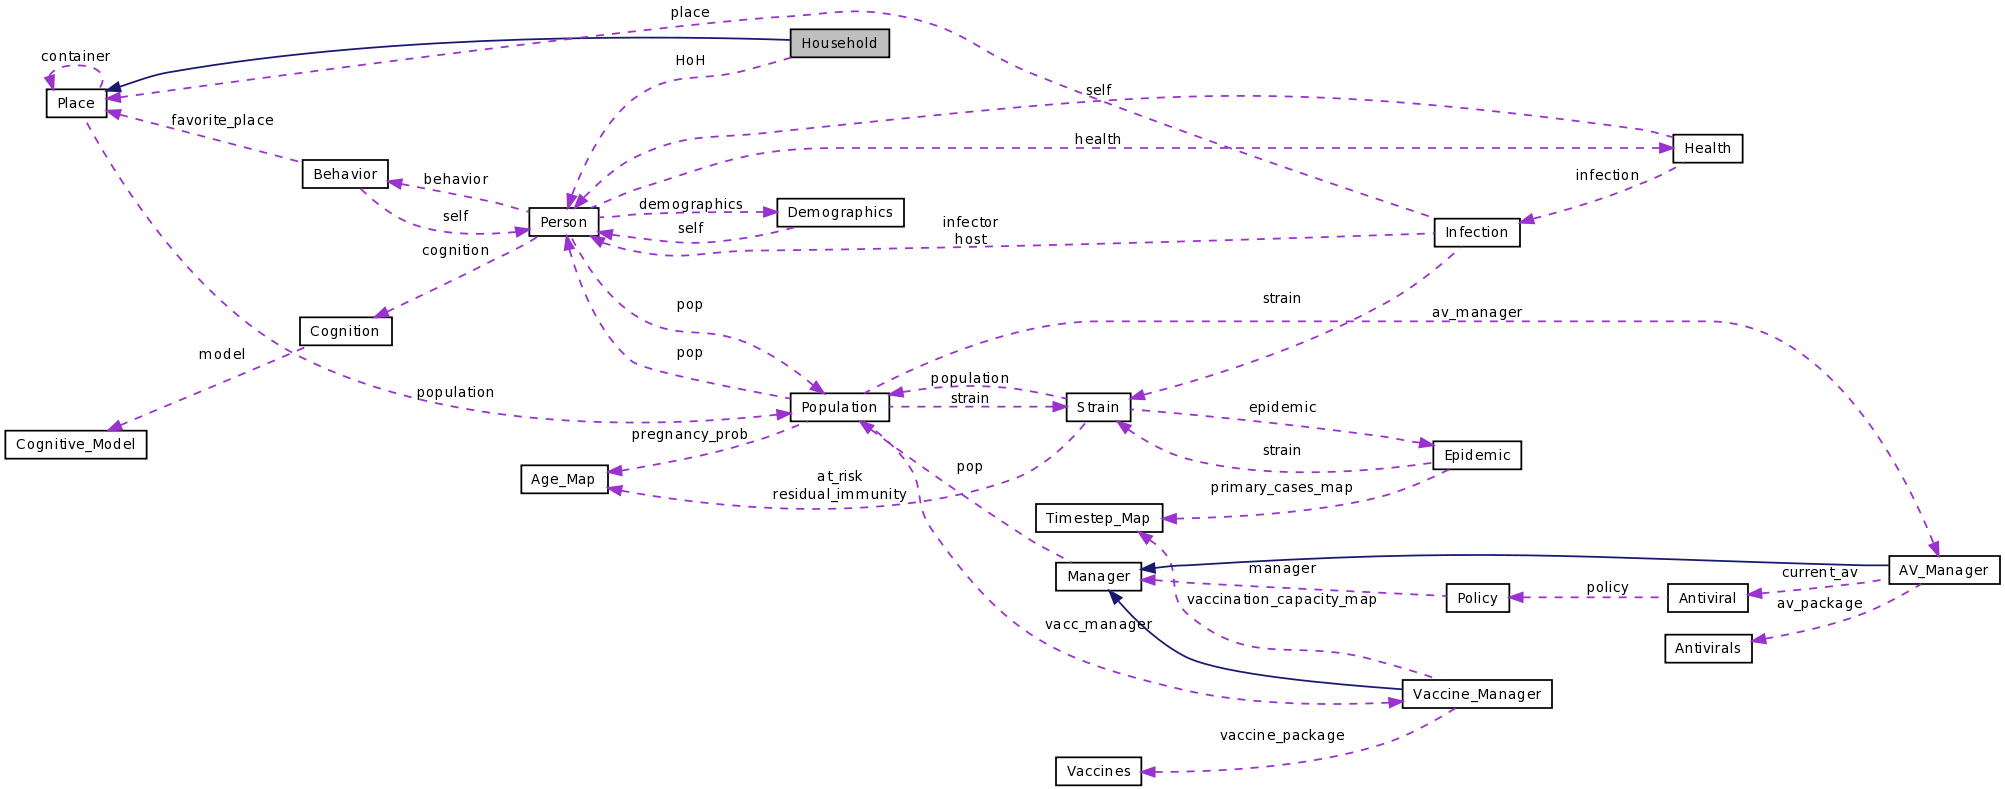 place
Household
container
HoH
self
Place
favorite_place
health
Health
Behavior
behavior
infection
demographics
Demographics
self
Person
self
infector
host
Infection
cognition
pop
strain
av_manager
Cognition
model
pop
population
population
strain
Population
Strain
epidemic
pregnancy_prob
Cognitive_Model
strain
Epidemic
pop
at_risk
residual_immunity
Age_Map
primary_cases_map
Timestep_Map
manager
Manager
current_av
AV_Manager
policy
vaccination_capacity_map
Policy
Antiviral
av_package
vacc_manager
Antivirals
Vaccine_Manager
vaccine_package
Vaccines